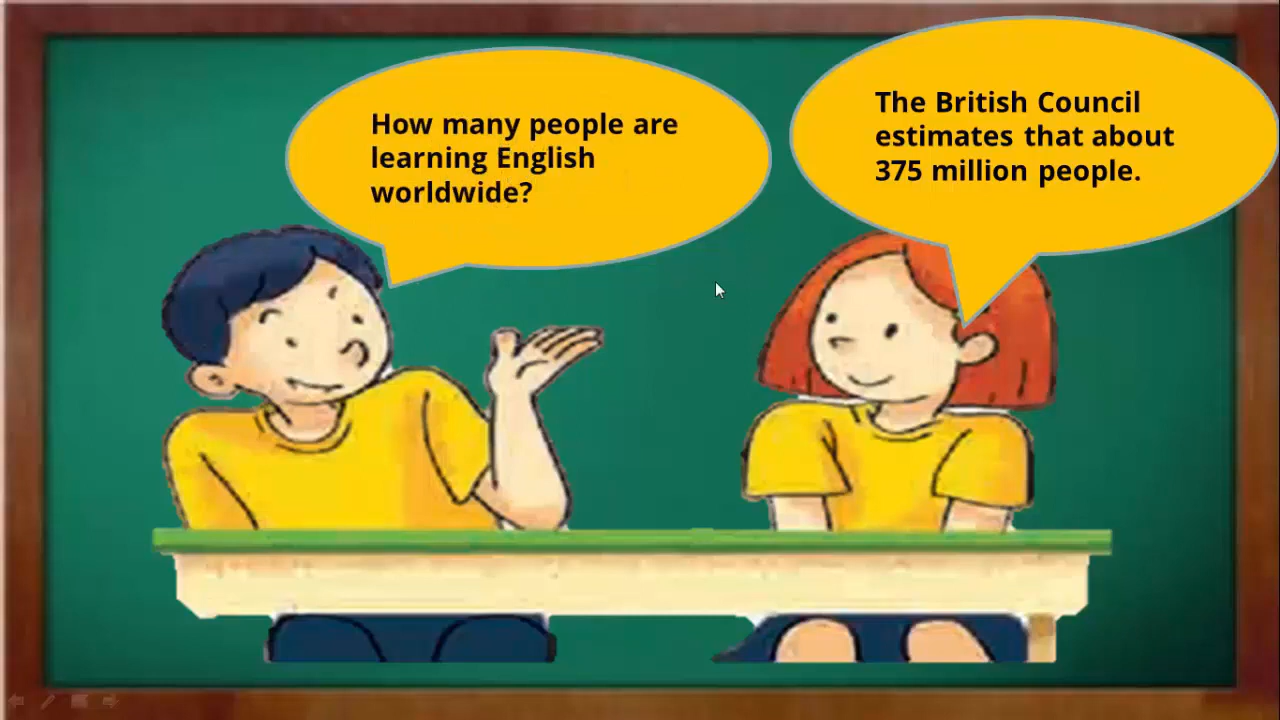 How many people are
learning English
worldwide?
The British Council
estimates that about
375 million people.